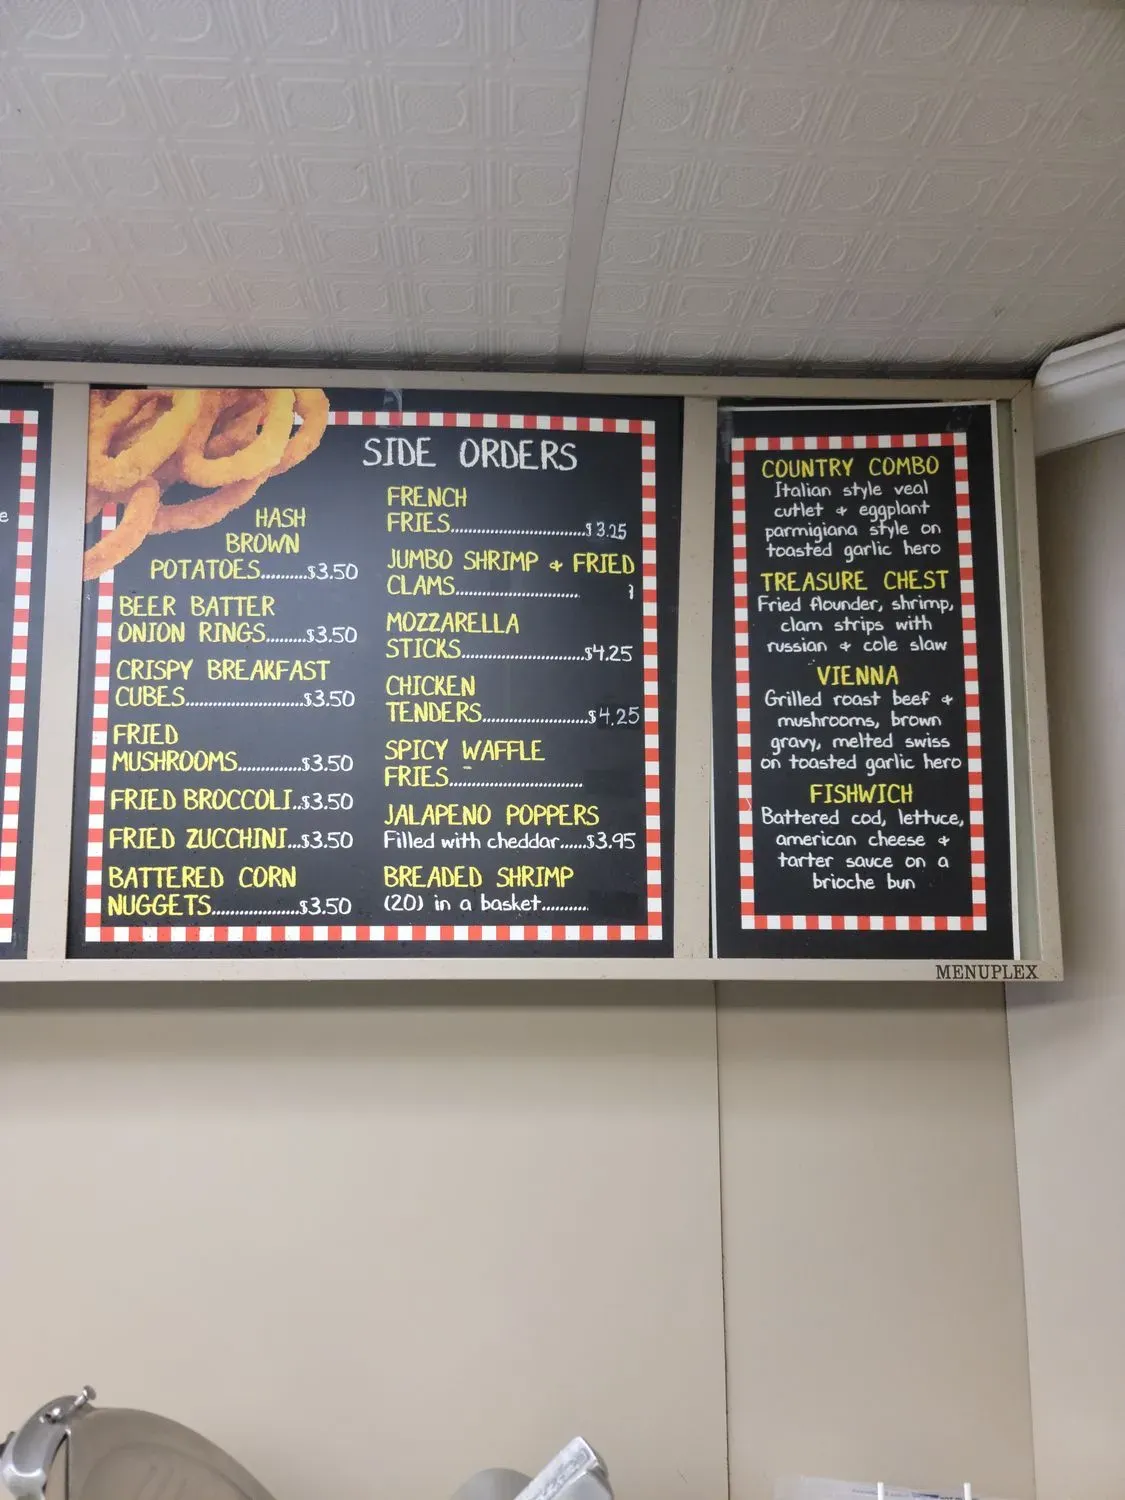 e
SIDE ORDERS
HASH
BROWN
POTATOES..........$3.50
BEER BATTER
ONION RINGS........$3.50
CRISPY BREAKFAST
CUBES..........................$3.50
FRIED
MUSHROOMS..............$3.50
FRIED BROCCOLI..$3.50
FRIED ZUCCHINI...$3.50
BATTERED CORN
NUGGETS...................$3.50
FRENCH
FRIES.............................$3.25
JUMBO SHRIMP & FRIED
CLAMS..........................
MOZZARELLA
STICKS..........................$4.25
CHICKEN
TENDERS.......................$4.25
SPICY WAFFLE
FRIES.............................
JALAPENO POPPERS
Filled with cheddar......$3.95
BREADED SHRIMP
(20) in a basket..........
COUNTRY COMBO
Italian style veal
cutlet & eggplant
parmigiana style on
toasted garlic hero
TREASURE CHEST
Fried flounder, shrimp,
clam strips with
russian & cole slaw
VIENNA
Grilled roast beef &
mushrooms, brown
gravy, melted swiss
on toasted garlic hero
FISHWICH
Battered cod, lettuce,
american cheese &
tarter sauce on a
brioche bun
MENUPLEX